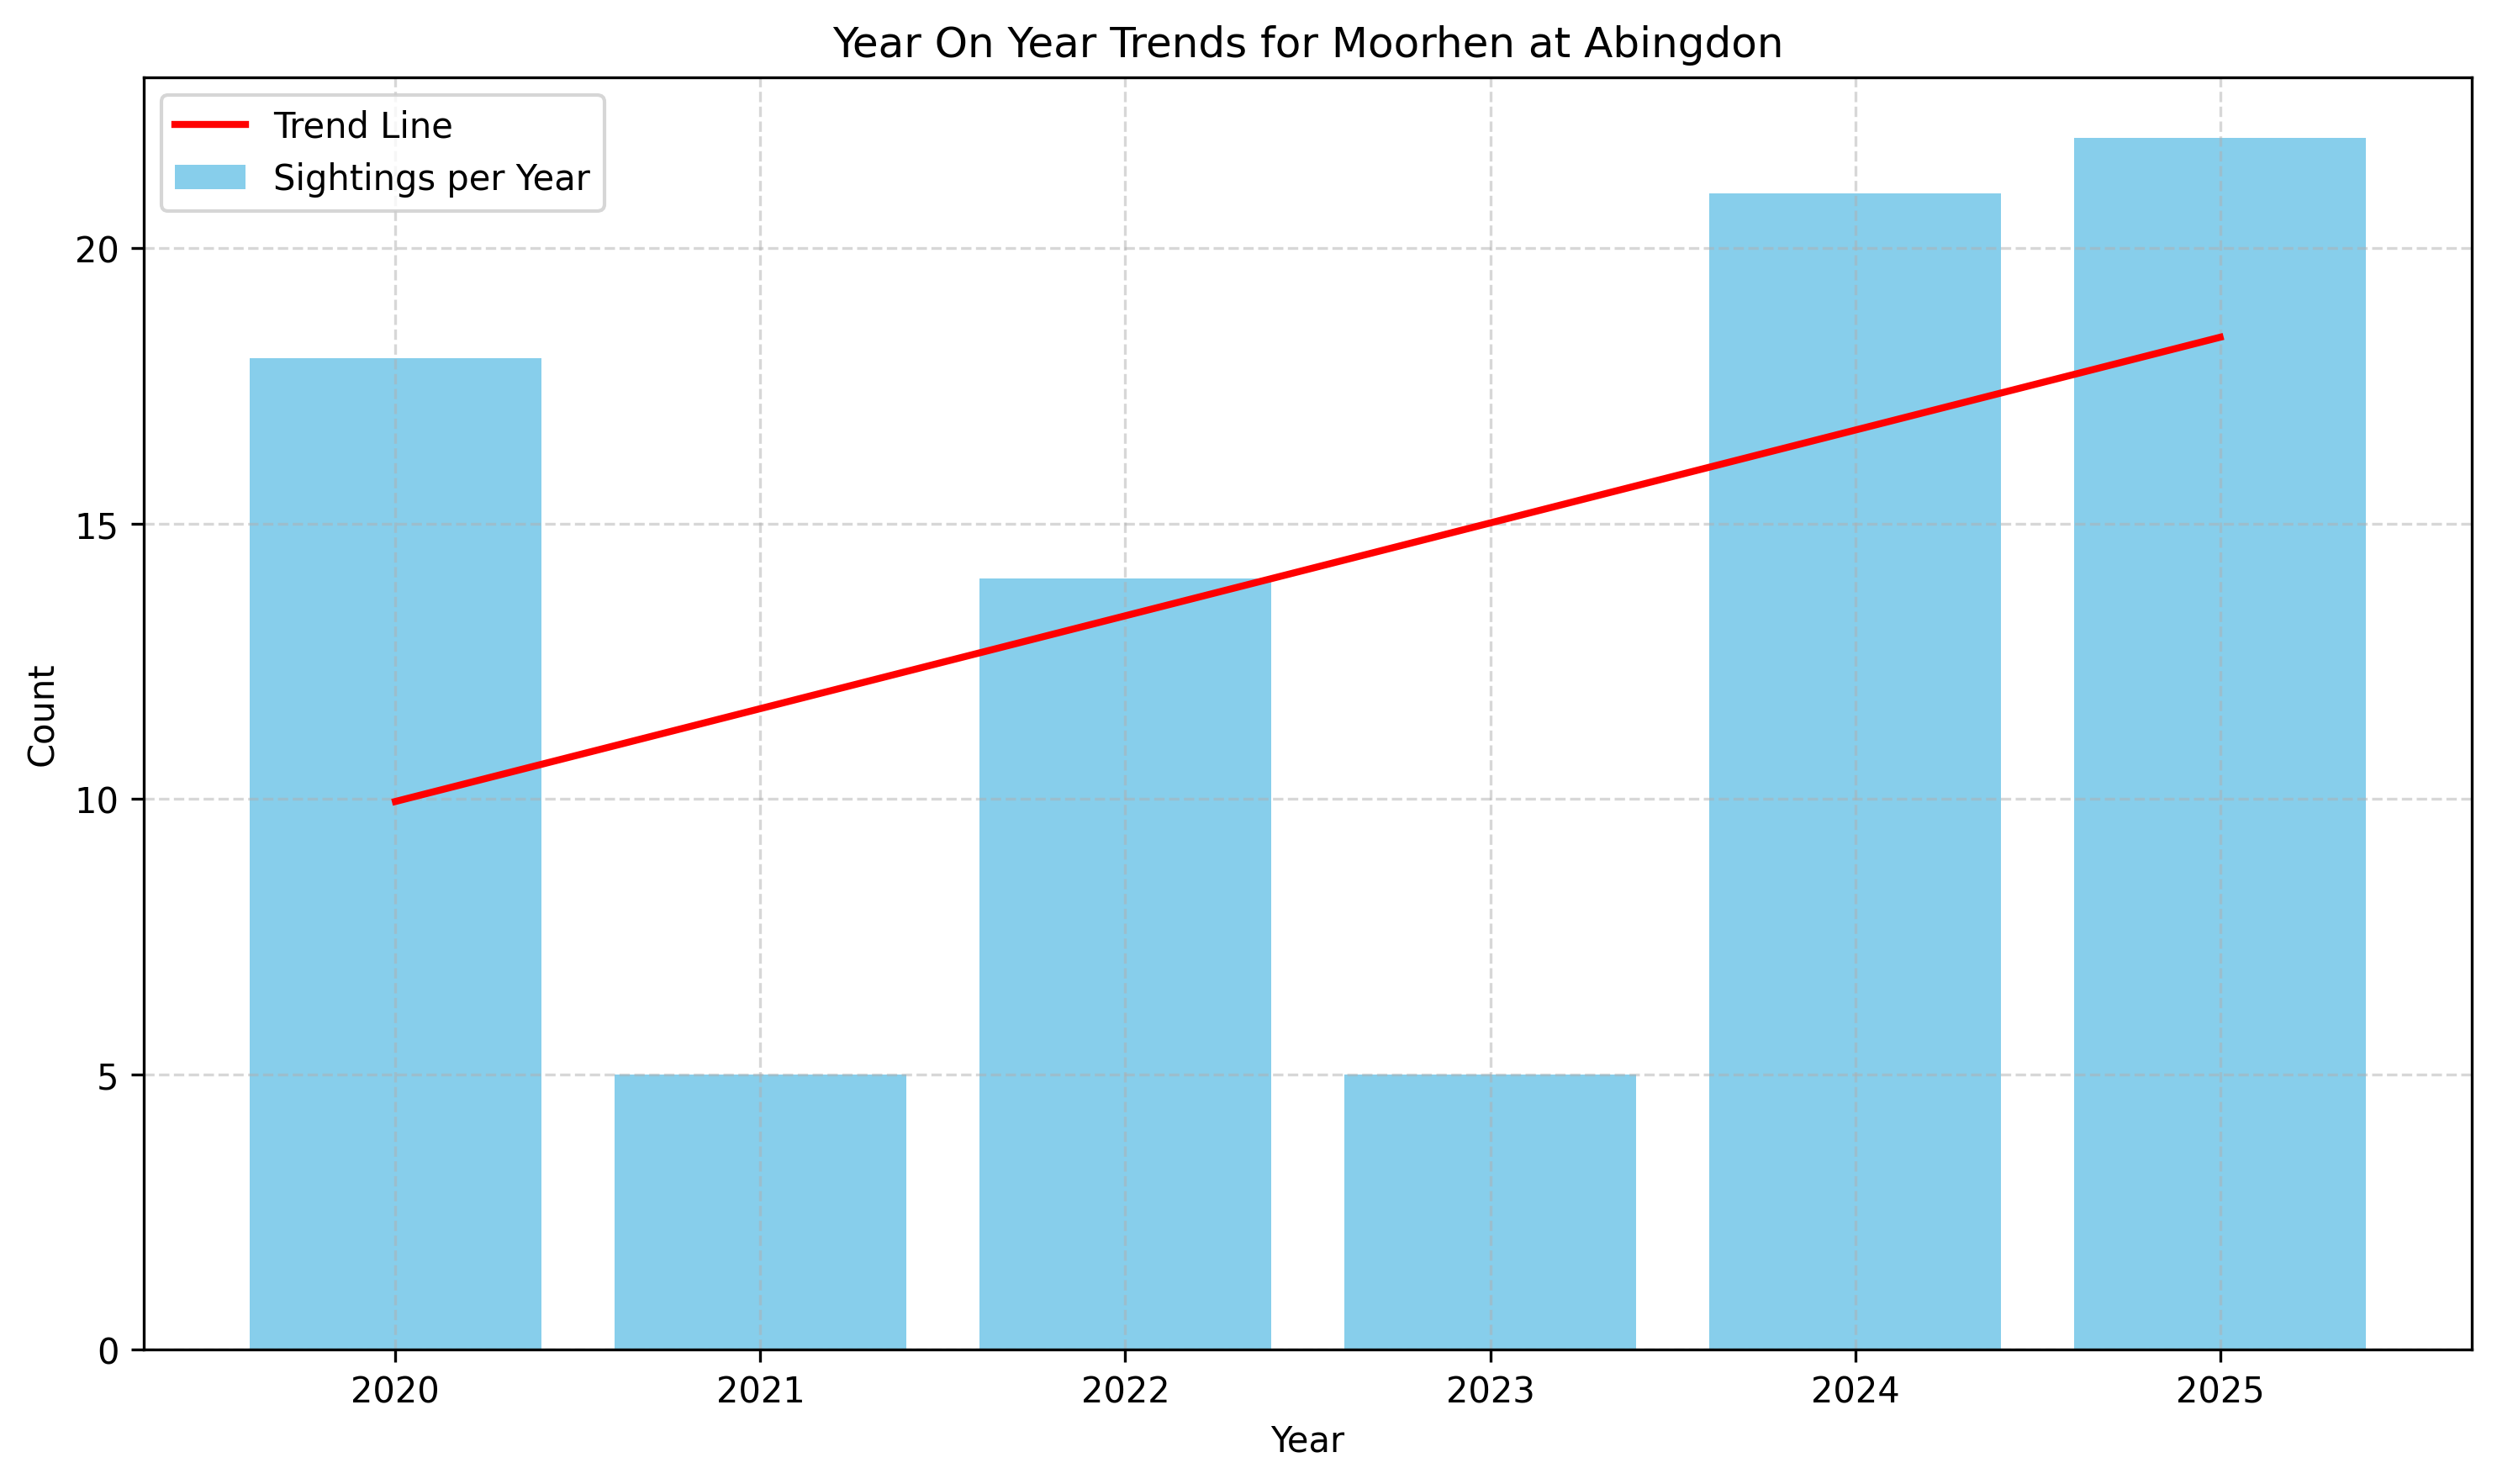 Year On Year Trends for Moorhen at Abingdon
Trend Line
Sightings per Year
20
15
10
5
0
Count
2020 2021 2022 2023 2024 2025
Year